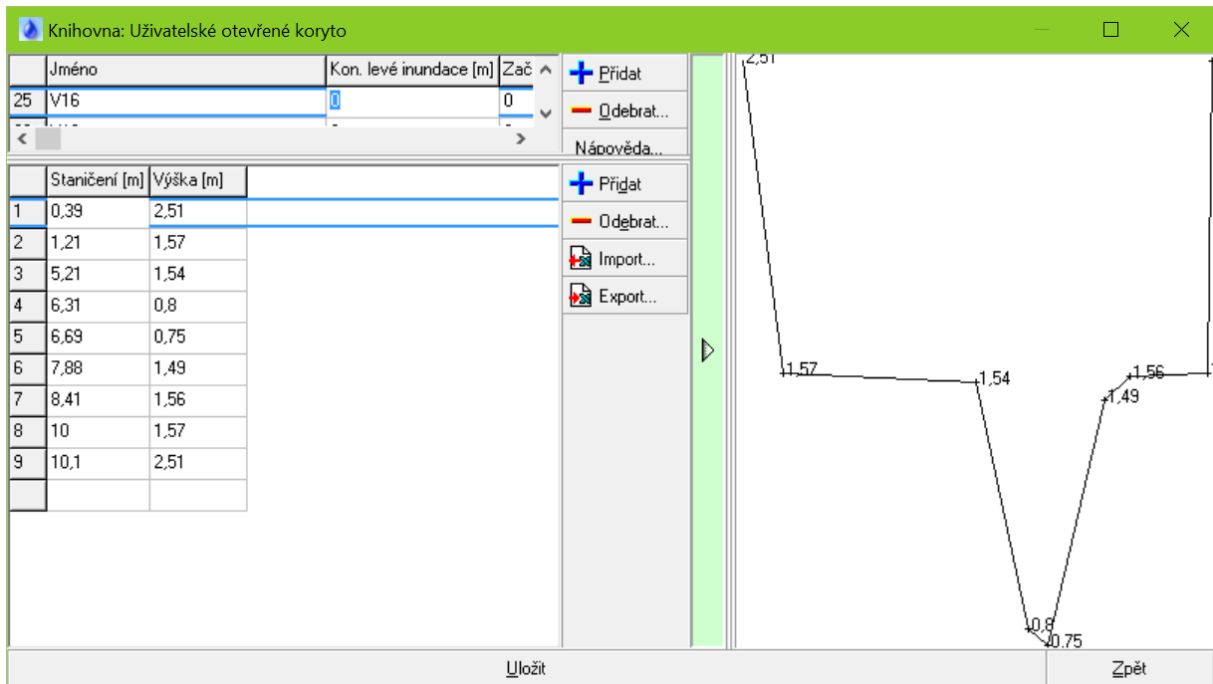 Knihovna: Uživatelské otevřené koryto
Jméno Kon. levé inundace [m] Zač
25 V16 0 0
Přidat
Odebrat...
Nápověda...
Staničení [m] Výška [m]
1 0,39 2,51
2 1,21 1,57
3 5,21 1,54
4 6,31 0,8
5 6,69 0,75
6 7,88 1,49
7 8,41 1,56
8 10 1,57
9 10,1 2,51
Přidat
Odebrat...
Import...
Export...
2,51
1,57
1,54
1,56
1,49
0,8
0,75
Uložit
Zpět